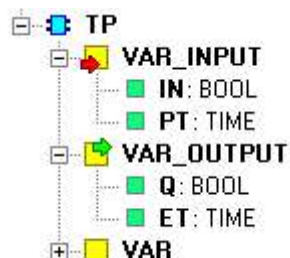 TP
VAR_INPUT
IN: BOOL
PT: TIME
VAR_OUTPUT
Q: BOOL
ET: TIME
VAR